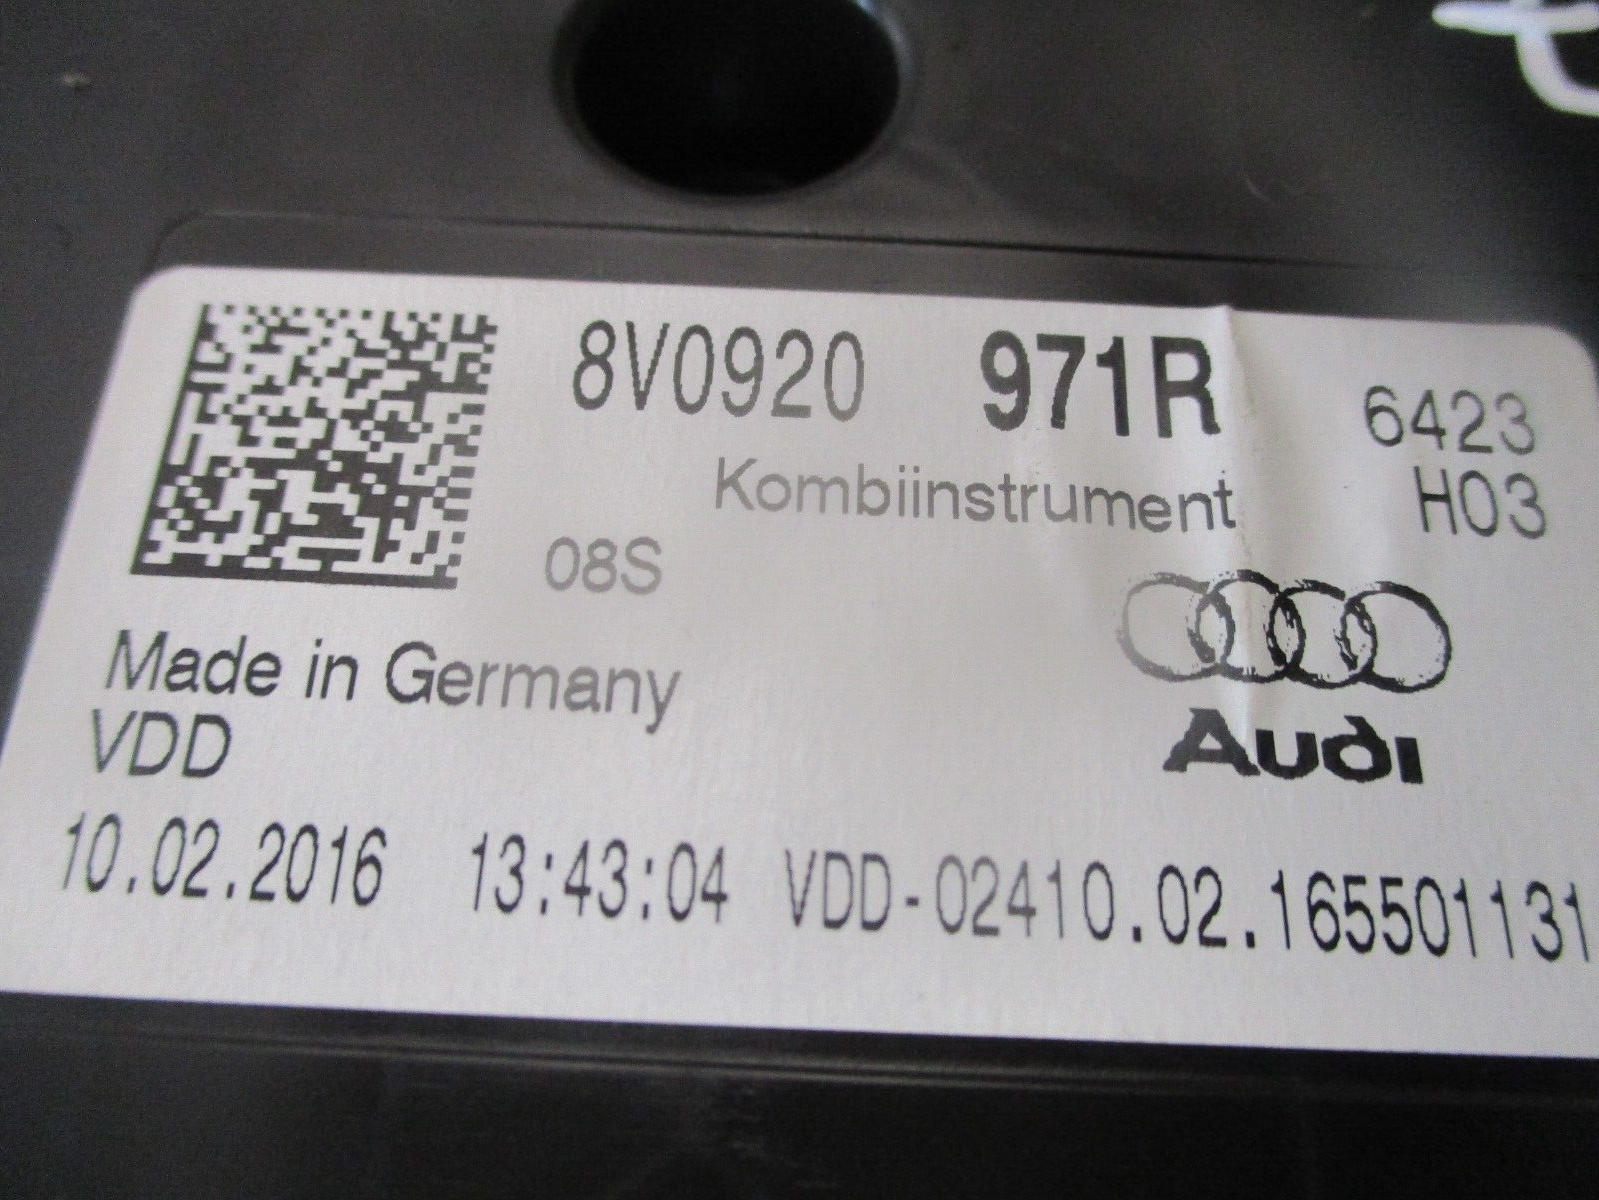 8V0920 971R 6423
Kombiinstrument H03
08S
Audi
Made in Germany
VDD
10.02.2016 13:43:04 VDD-02410.02.165501131